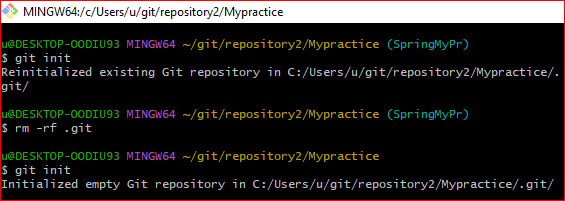 MINGW64:/c/Users/u/git/repository2/Mypractice
u@DESKTOP-OODIU93 MINGW64 ~/git/repository2/Mypractice (SpringMyPr)
$ git init
Reinitialized existing Git repository in C:/Users/u/git/repository2/Mypractice/.
git/
u@DESKTOP-OODIU93 MINGW64 ~/git/repository2/Mypractice (SpringMyPr)
$ rm -rf .git
u@DESKTOP-OODIU93 MINGW64 ~/git/repository2/Mypractice
$ git init
Initialized empty Git repository in C:/Users/u/git/repository2/Mypractice/.git/